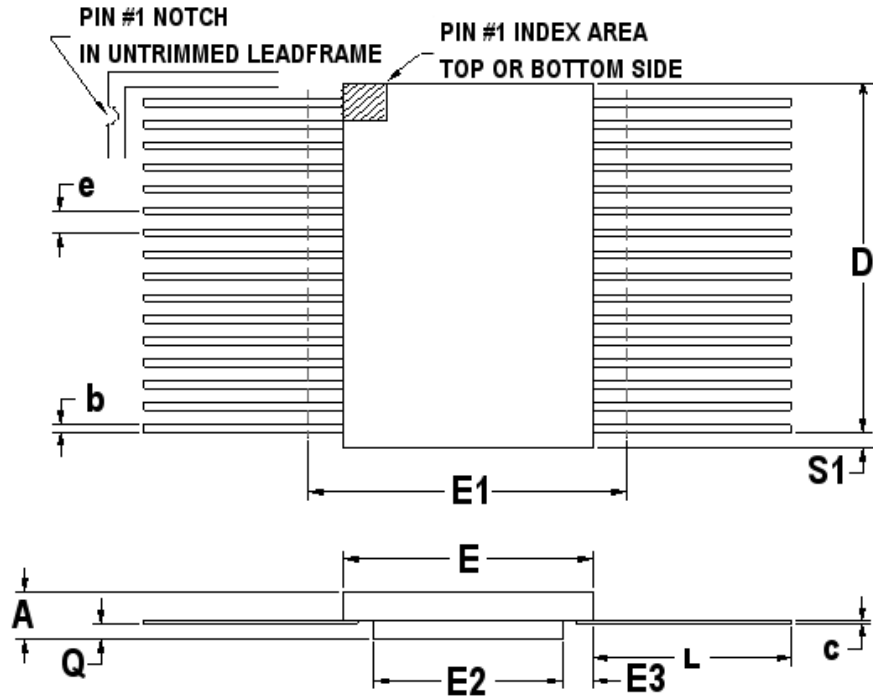 PIN #1 NOTCH
IN UNTRIMMED LEADFRAME
PIN #1 INDEX AREA
TOP OR BOTTOM SIDE
e
D
b
S1
E1
E
A
Q
E2
E3
L
c